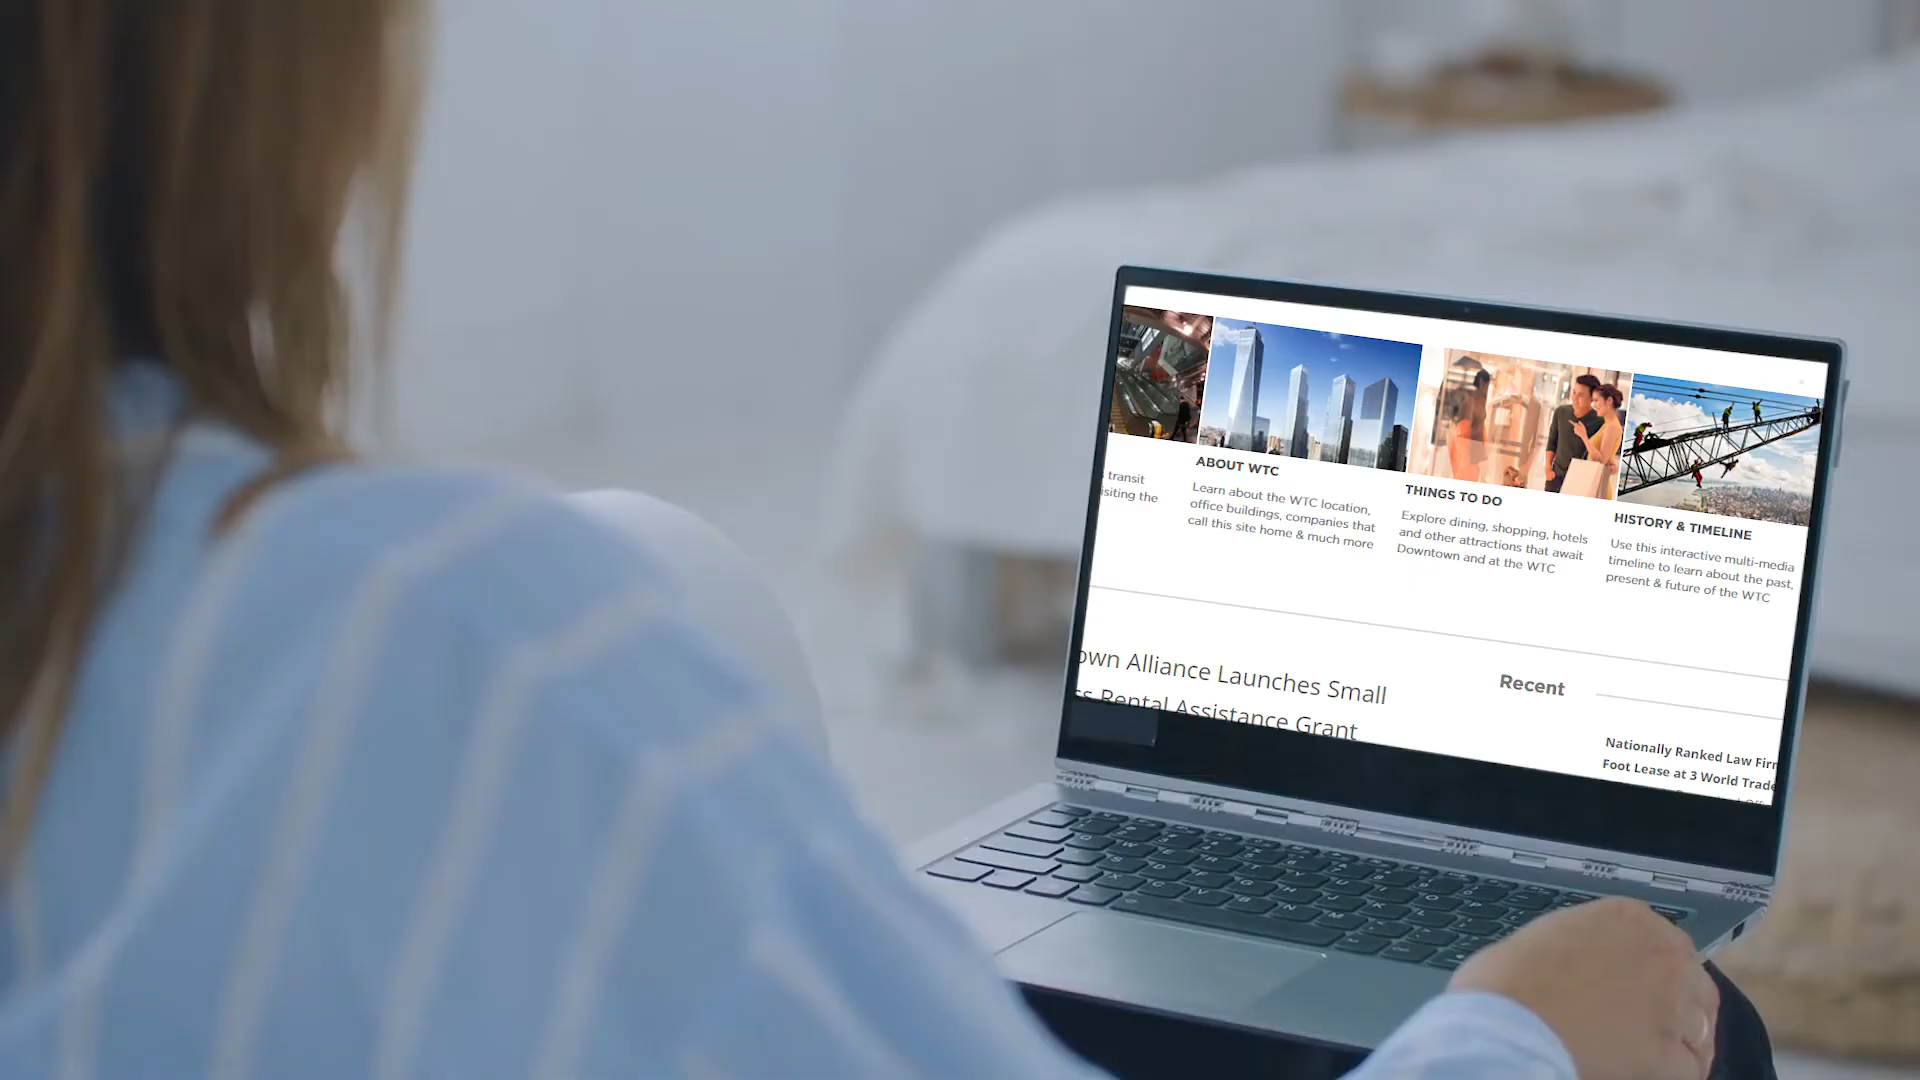 transit
isiting the
ABOUT WTC
Learn about the WTC location,
office buildings, companies that
call this site home & much more
THINGS TO DO
Explore dining, shopping, hotels
and other attractions that await
Downtown and at the WTC
HISTORY & TIMELINE
Use this interactive multi-media
timeline to learn about the past,
present & future of the WTC
own Alliance Launches Small
ss Rental Assistance Grant
Recent
Nationally Ranked Law Firm
Foot Lease at 3 World Trade